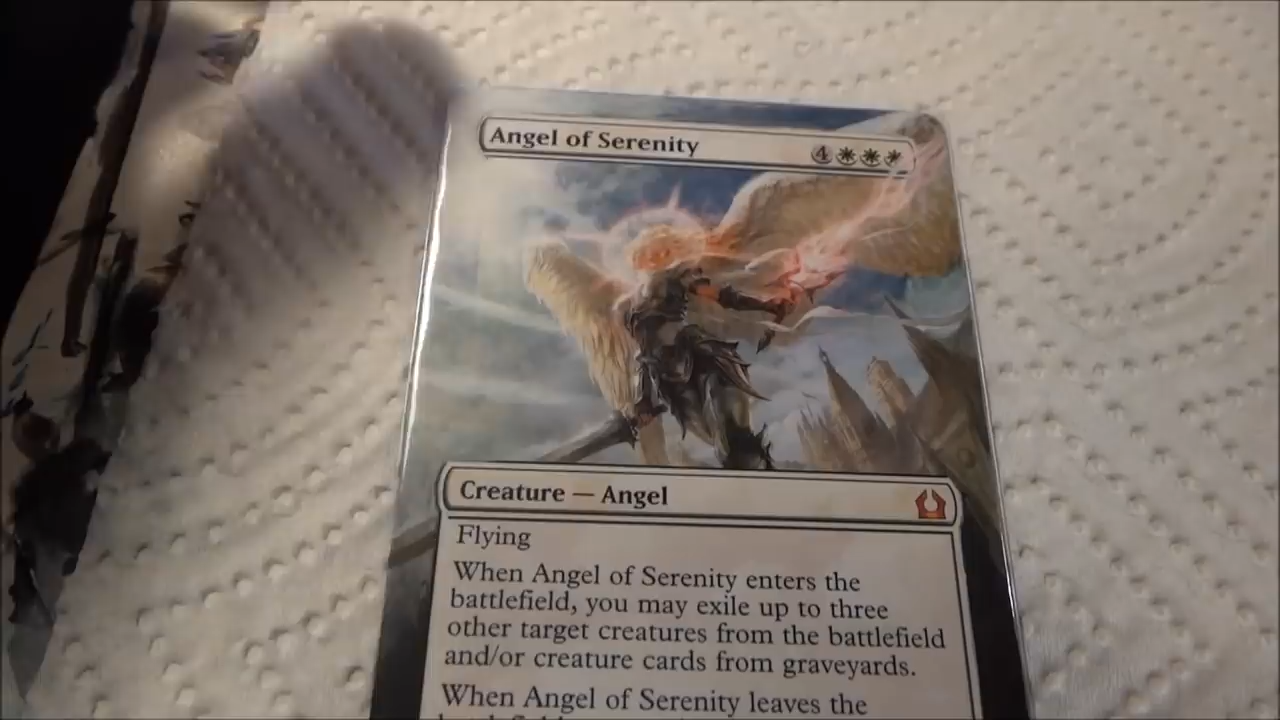 Angel of Serenity 4
Creature — Angel
Flying
When Angel of Serenity enters the
battlefield, you may exile up to three
other target creatures from the battlefield
and/or creature cards from graveyards.
When Angel of Serenity leaves the